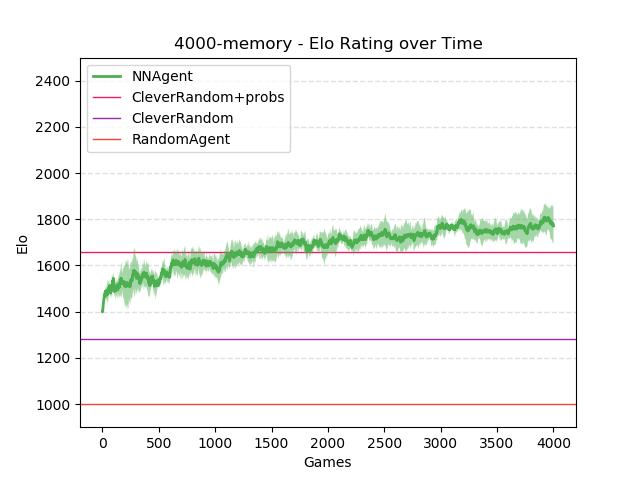 4000-memory - Elo Rating over Time
NNAgent
CleverRandom+probs
CleverRandom
RandomAgent
2400
2200
2000
1800
1600
1400
1200
1000
Elo
0 500 1000 1500 2000 2500 3000 3500 4000
Games